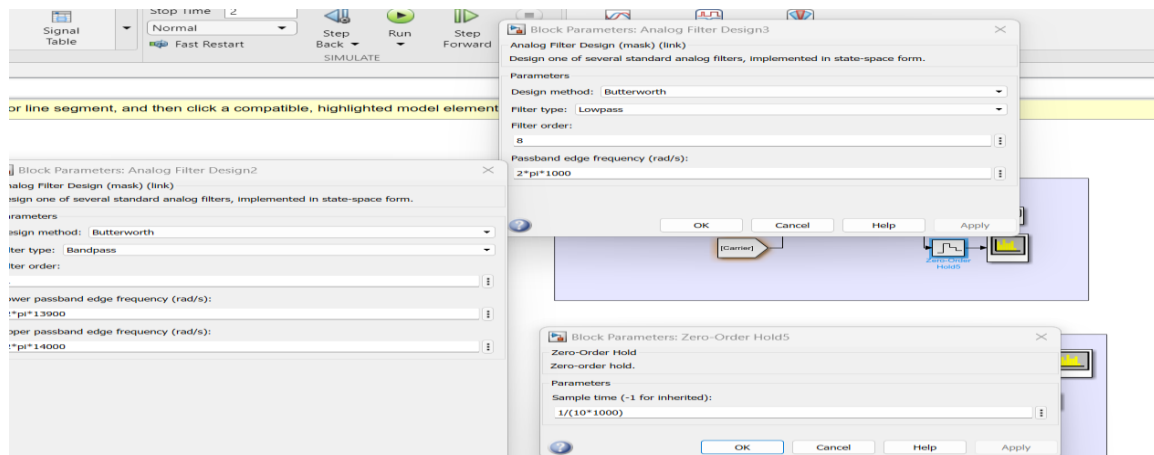 Stop Time 2
Signal Table
Normal
Fast Restart
Step Back
Run
Step Forward
SIMULATE
or line segment, and then click a compatible, highlighted model element
Block Parameters: Analog Filter Design3
Analog Filter Design (mask) (link)
Design one of several standard analog filters, implemented in state-space form.
Parameters
Design method: Butterworth
Filter type: Lowpass
Filter order:
8
Passband edge frequency (rad/s):
2*pi*1000
OK Cancel Help Apply
Block Parameters: Analog Filter Design2
nalog Filter Design (mask) (link)
esign one of several standard analog filters, implemented in state-space form.
arameters
esign method: Butterworth
lter type: Bandpass
lter order:
ower passband edge frequency (rad/s):
*pi*13900
pper passband edge frequency (rad/s):
*pi*14000
[Carrier]
Zero-Order
Hold5
Block Parameters: Zero-Order Hold5
Zero-Order Hold
Zero-order hold.
Parameters
Sample time (-1 for inherited):
1/(10*1000)
OK Cancel Help Apply